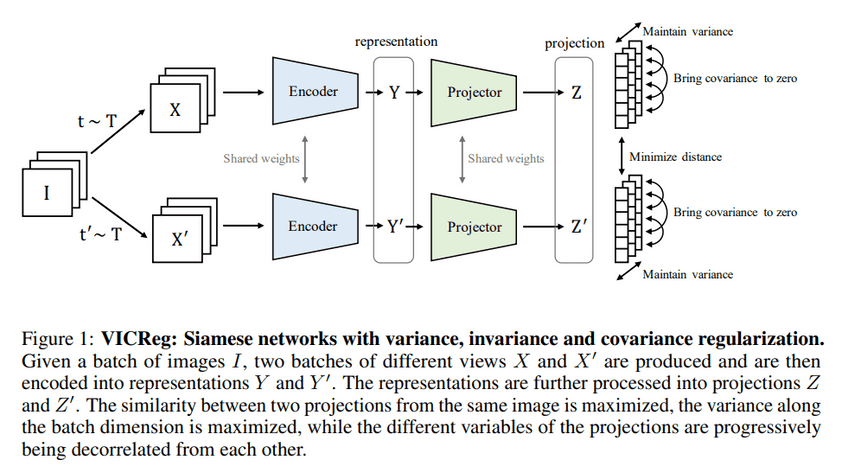 representation
projection
Maintain variance
X
Encoder
Y
Projector
Z
Bring covariance to zero
t ~ T
I
Shared weights
Shared weights
Minimize distance
t′~ T
X′
Encoder
Y′
Projector
Z′
Bring covariance to zero
Maintain variance
Figure 1: VICReg: Siamese networks with variance, invariance and covariance regularization.
Given a batch of images I, two batches of different views X and X′ are produced and are then
encoded into representations Y and Y′. The representations are further processed into projections Z
and Z′. The similarity between two projections from the same image is maximized, the variance along
the batch dimension is maximized, while the different variables of the projections are progressively
being decorrelated from each other.